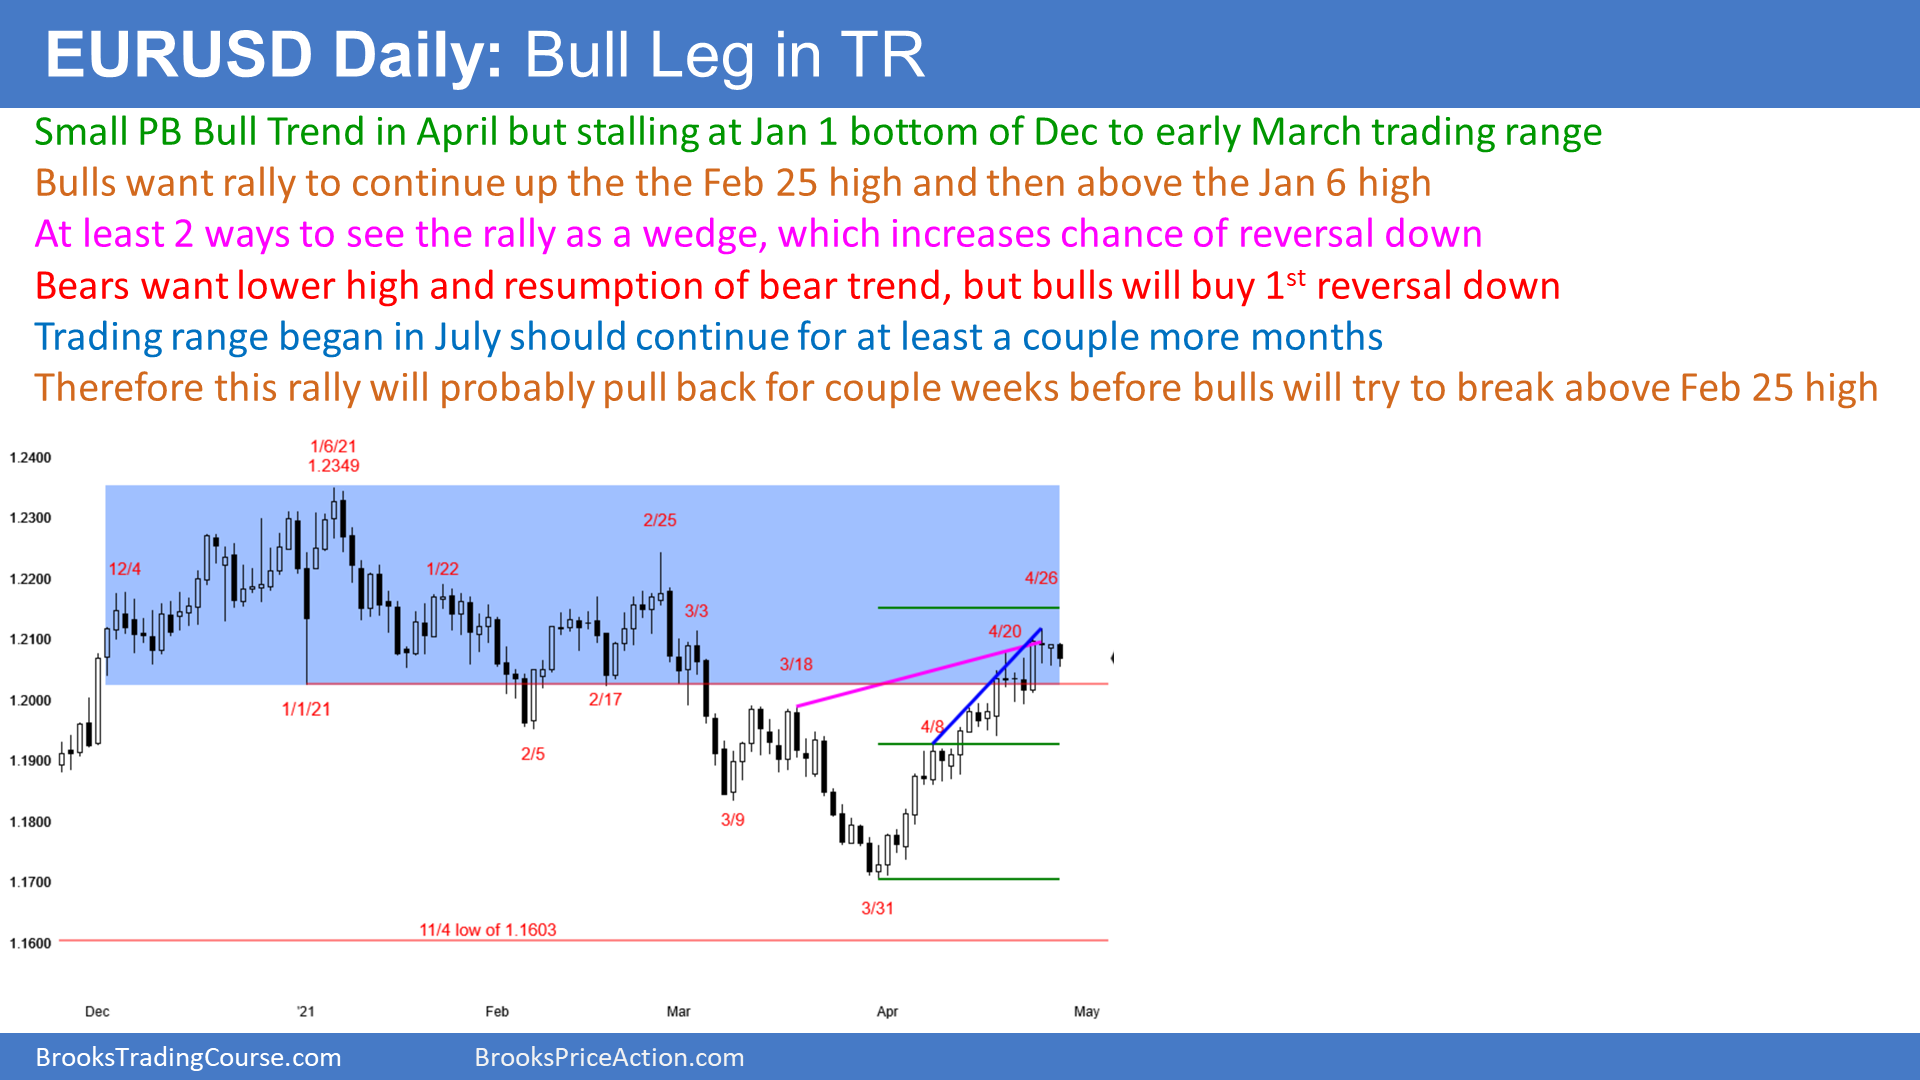 EURUSD Daily: Bull Leg in TR
Small PB Bull Trend in April but stalling at Jan 1 bottom of Dec to early March trading range
Bulls want rally to continue up the the Feb 25 high and then above the Jan 6 high
At least 2 ways to see the rally as a wedge, which increases chance of reversal down
Bears want lower high and resumption of bear trend, but bulls will buy 1st reversal down
Trading range began in July should continue for at least a couple more months
Therefore this rally will probably pull back for couple weeks before bulls will try to break above Feb 25 high
1/6/21
1.2349
1.2400
1.2300
2/25
12/4
1/22
4/26
1.2200
3/3
4/20
1.2100
3/18
1.2000
2/17
1/1/21
4/8
2/5
1.1900
3/9
1.1800
1.1700
3/31
11/4 low of 1.1603
1.1600
Dec
'21
Feb
Mar
Apr
May
BrooksTradingCourse.com
BrooksPriceAction.com